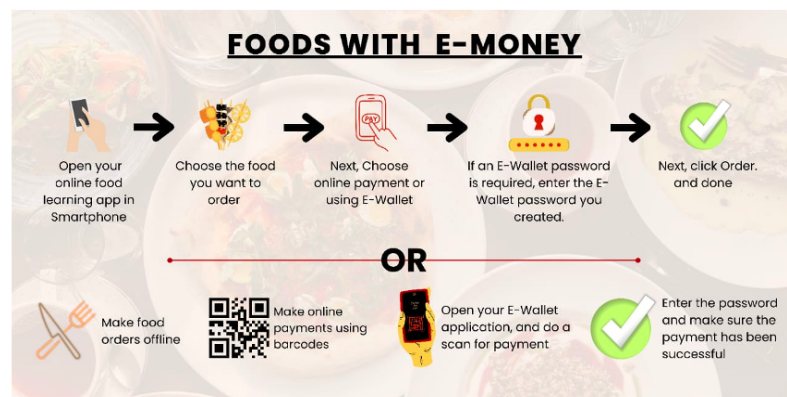 FOODS WITH E-MONEY
Open your
online food
learning app in
Smartphone
Choose the food
you want to
order
PAY
Next, Choose
online payment or
using E-Wallet
If an E-Wallet password
is required, enter the E-
Wallet password you
created.
Next, click Order.
and done
OR
Make food
orders offline
Make online
payments using
barcodes
Open your E-Wallet
application, and do a
scan for payment
Enter the password
and make sure the
payment has been
successful